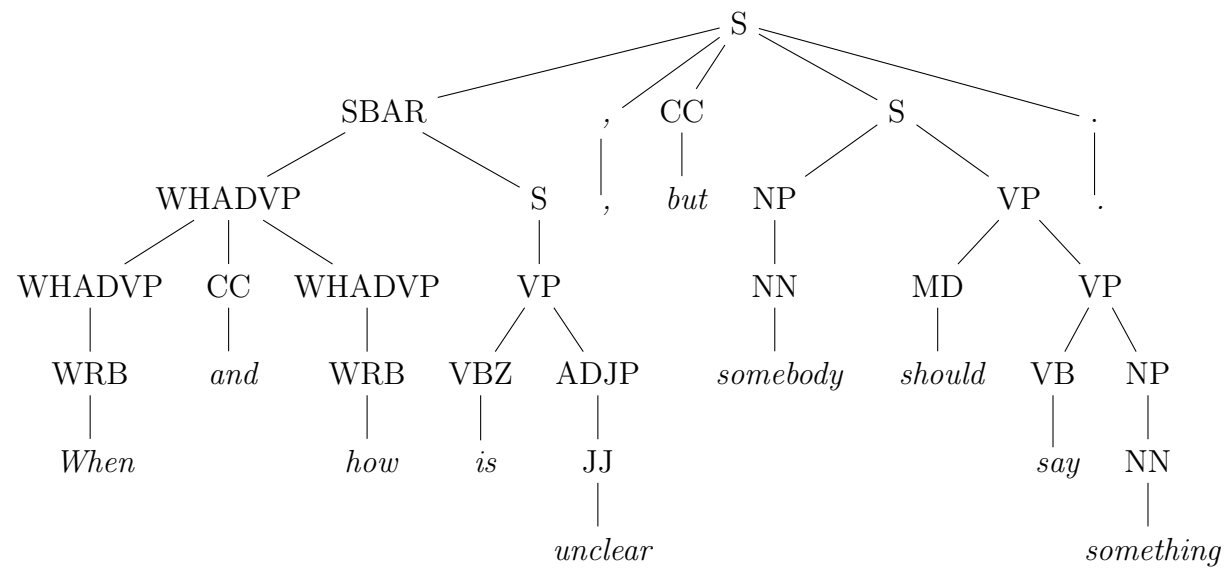 S
SBAR , CC S .
WHADVP S , but NP VP .
WHADVP CC WHADVP VP NN MD VP
WRB and WRB VBZ ADJP somebody should VB NP
When how is JJ say NN
unclear something